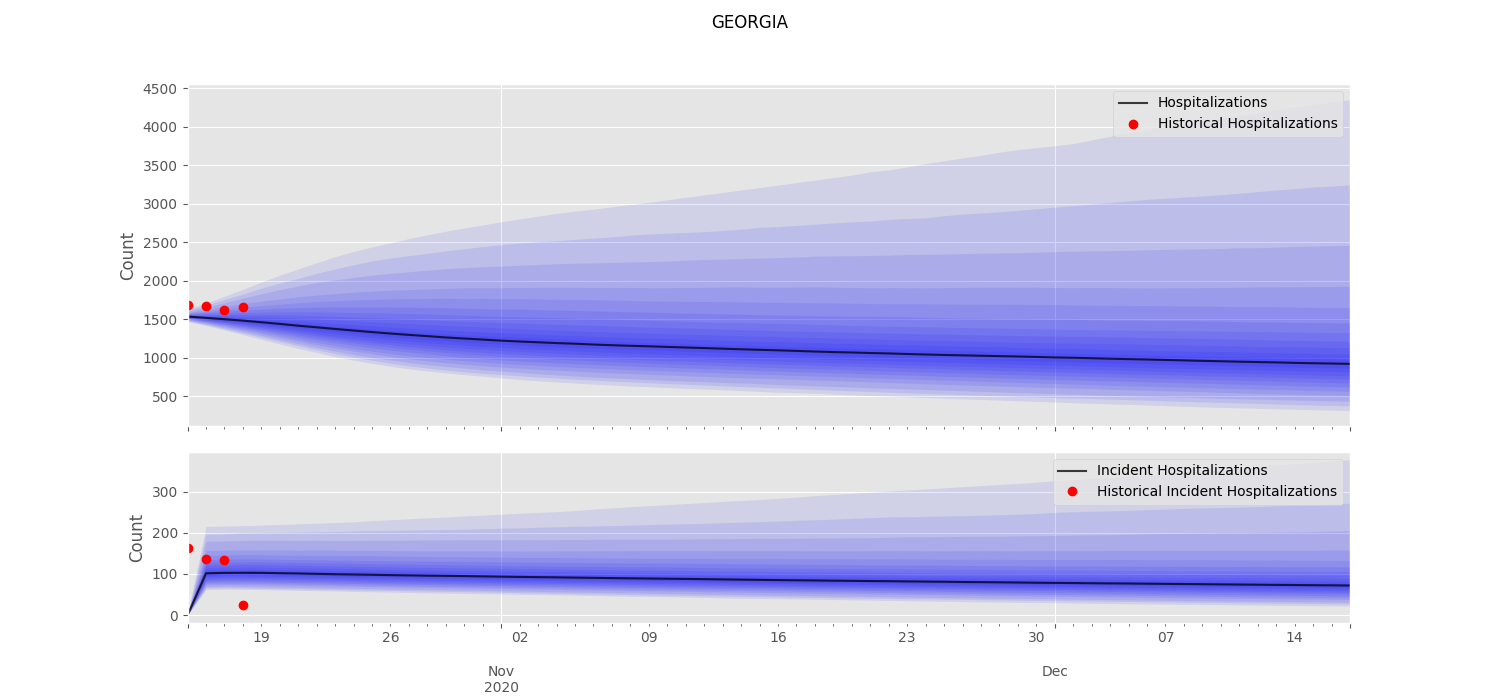 GEORGIA
Count
4500
4000
3500
3000
2500
2000
1500
1000
500
Hospitalizations
Historical Hospitalizations
Count
300
200
100
0
Incident Hospitalizations
Historical Incident Hospitalizations
19 26 02 09 16 23 30 07 14
Nov Dec
2020